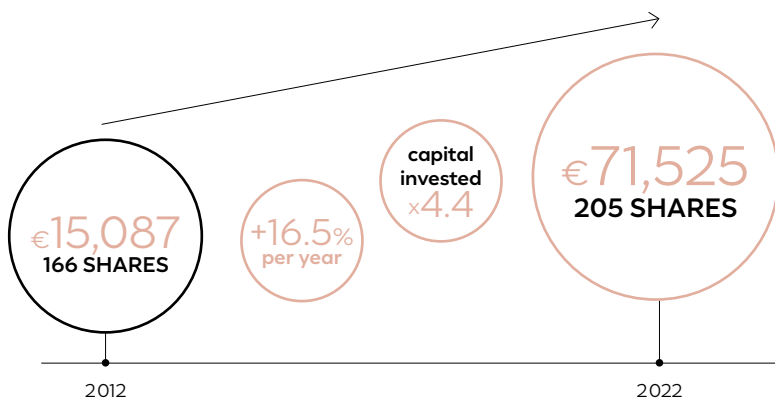 €15,087
166 SHARES
+16.5%
per year
capital
invested
x4.4
€71,525
205 SHARES
2012
2022